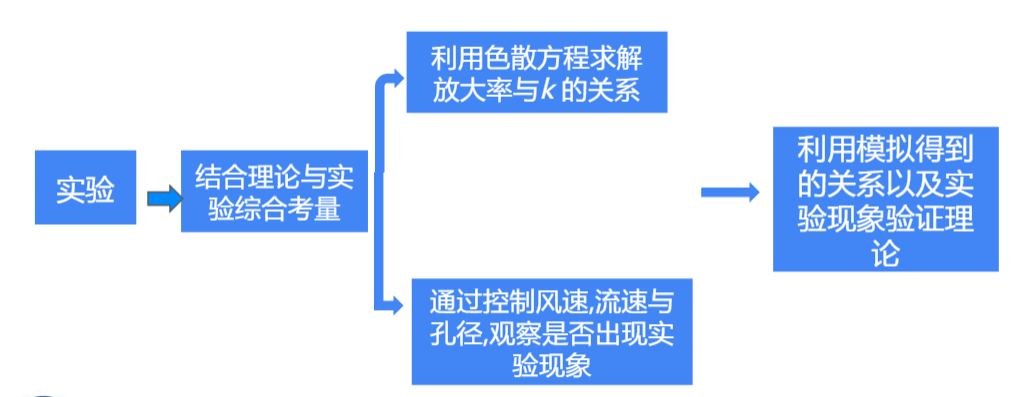 实验
结合理论与实
验综合考量
利用色散方程求解
放大率与k 的关系
通过控制风速,流速与
孔径,观察是否出现实
验现象
利用模拟得到
的关系以及实
验现象验证理
论